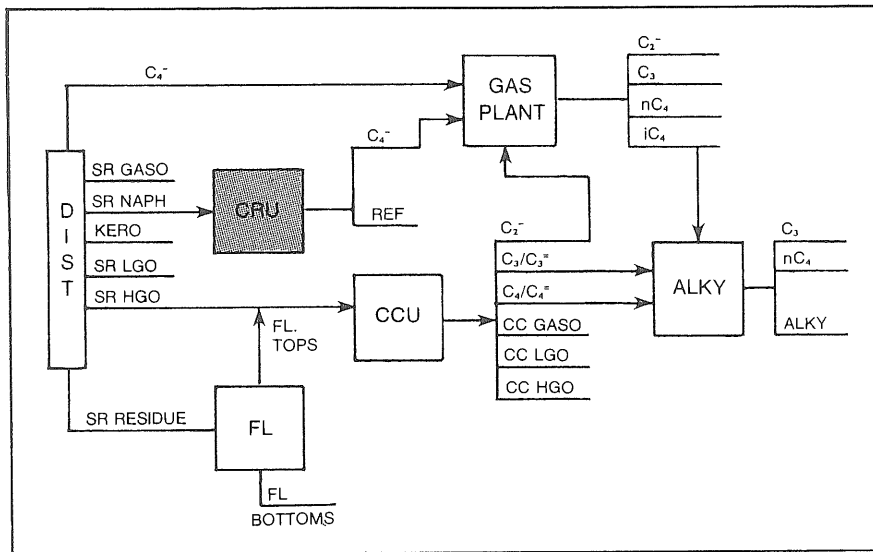 C₄⁻
GAS
PLANT
C₂⁻
C₃
nC₄
iC₄
C₄⁻
REF
DIST
SR GASO
SR NAPH
KERO
SR LGO
SR HGO
SR RESIDUE
CRU
FL.
TOPS
CCU
C₂⁻
C₃/C₃⁼
C₄/C₄⁼
CC GASO
CC LGO
CC HGO
ALKY
C₃
nC₄
ALKY
FL
FL
BOTTOMS